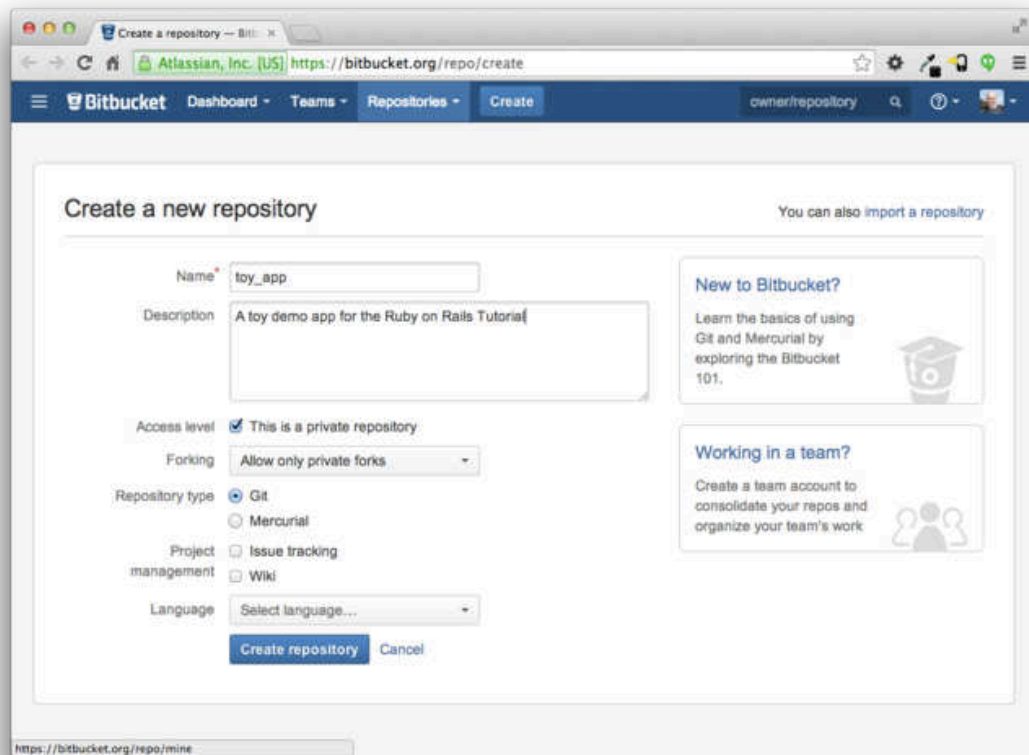 Create a repository — Bit
Atlassian, Inc. [US] https://bitbucket.org/repo/create
Bitbucket Dashboard Teams Repositories Create owner/repository
Create a new repository
You can also import a repository
Name* toy_app
Description A toy demo app for the Ruby on Rails Tutorial
Access level This is a private repository
Forking Allow only private forks
Repository type Git
Mercurial
Project management Issue tracking
Wiki
Language Select language...
Create repository Cancel
New to Bitbucket?
Learn the basics of using
Git and Mercurial by
exploring the Bitbucket
101.
Working in a team?
Create a team account to
consolidate your repos and
organize your team's work
https://bitbucket.org/repo/mine